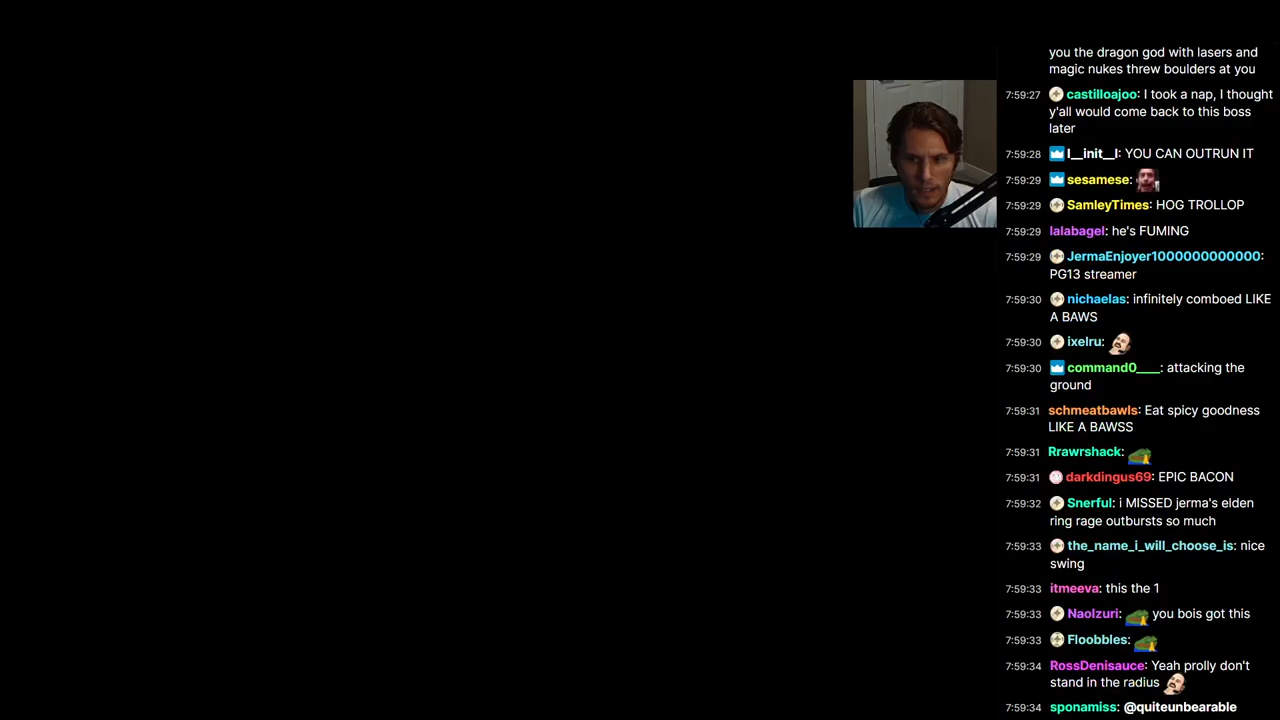 you the dragon god with lasers and
magic nukes threw boulders at you
7:59:27 castilloajoo: I took a nap, I thought
y'all would come back to this boss
later
7:59:28 I__init__I: YOU CAN OUTRUN IT
7:59:29 sesamese:
7:59:29 SamleyTimes: HOG TROLLOP
7:59:29 lalabagel: he's FUMING
7:59:29 JermaEnjoyer1000000000000:
PG13 streamer
7:59:30 nichaelas: infinitely comboed LIKE
A BAWS
7:59:30 ixelru:
7:59:30 command0____: attacking the
ground
7:59:31 schmeatbawls: Eat spicy goodness
LIKE A BAWSS
7:59:31 Rrawrshack:
7:59:31 darkdingus69: EPIC BACON
7:59:32 Snerful: i MISSED jerma's elden
ring rage outbursts so much
7:59:33 the_name_i_will_choose_is: nice
swing
7:59:33 itmeeva: this the 1
7:59:33 NaoIzuri: you bois got this
7:59:33 Floobbles:
7:59:34 RossDenisauce: Yeah prolly don't
stand in the radius
7:59:34 sponamiss: @quiteunbearable